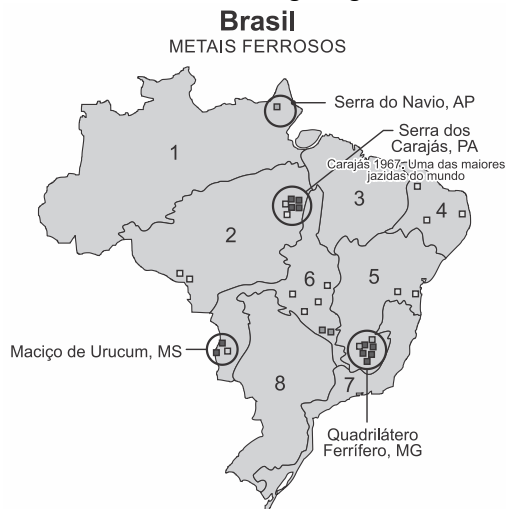 Brasil
METAIS FERROSOS
Serra do Navio, AP
Serra dos
Carajás, PA
Carajás 1967: Uma das maiores
jazidas do mundo
1
2
3
4
5
6
7
8
Maciço de Urucum, MS
Quadrilátero
Ferrífero, MG